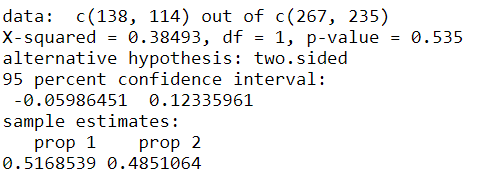 data:  c(138, 114) out of c(267, 235)
X-squared = 0.38493, df = 1, p-value = 0.535
alternative hypothesis: two.sided
95 percent confidence interval:
 -0.05986451  0.12335961
sample estimates:
   prop 1    prop 2
0.5168539 0.4851064